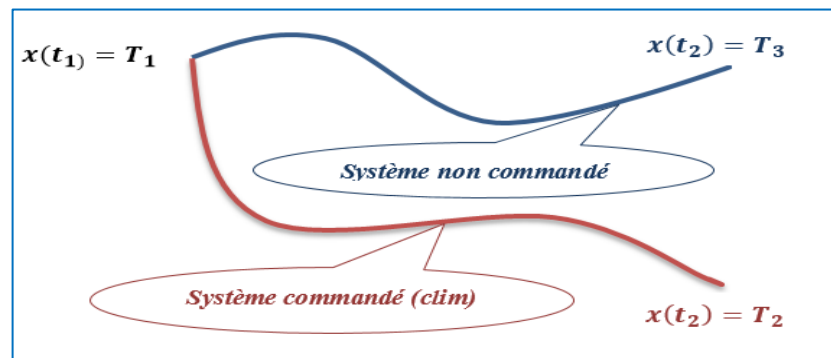 x(t₁) = T₁
x(t₂) = T₃
Système non commandé
Système commandé (clim)
x(t₂) = T₂